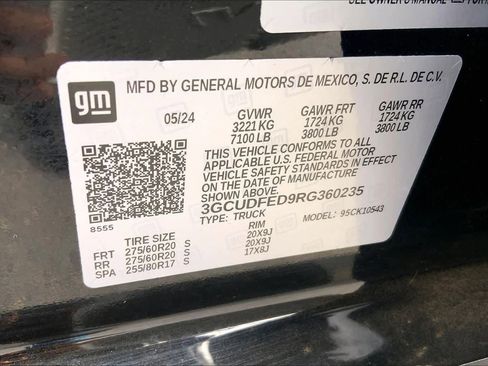 SEE OWNER'S MANUAL
gm
MFD BY GENERAL MOTORS DE MEXICO, S. DE R.L. DE C.V.
05/24 GVWR GAWR FRT GAWR RR
3221 KG 1724 KG 1724 KG
7100 LB 3800 LB 3800 LB
THIS VEHICLE CONFORMS TO ALL
APPLICABLE U.S. FEDERAL MOTOR
VEHICLE SAFETY STANDARDS IN EFFECT
ON THE DATE OF MANUFACTURE
SHOWN ABOVE.
3GCUDFED9RG360235
8555 TYPE: TRUCK MODEL: 95CK10543
TIRE SIZE RIM
FRT 275/60R20 S 20X9J
RR 275/60R20 S 20X9J
SPA 255/80R17 S 17X8J